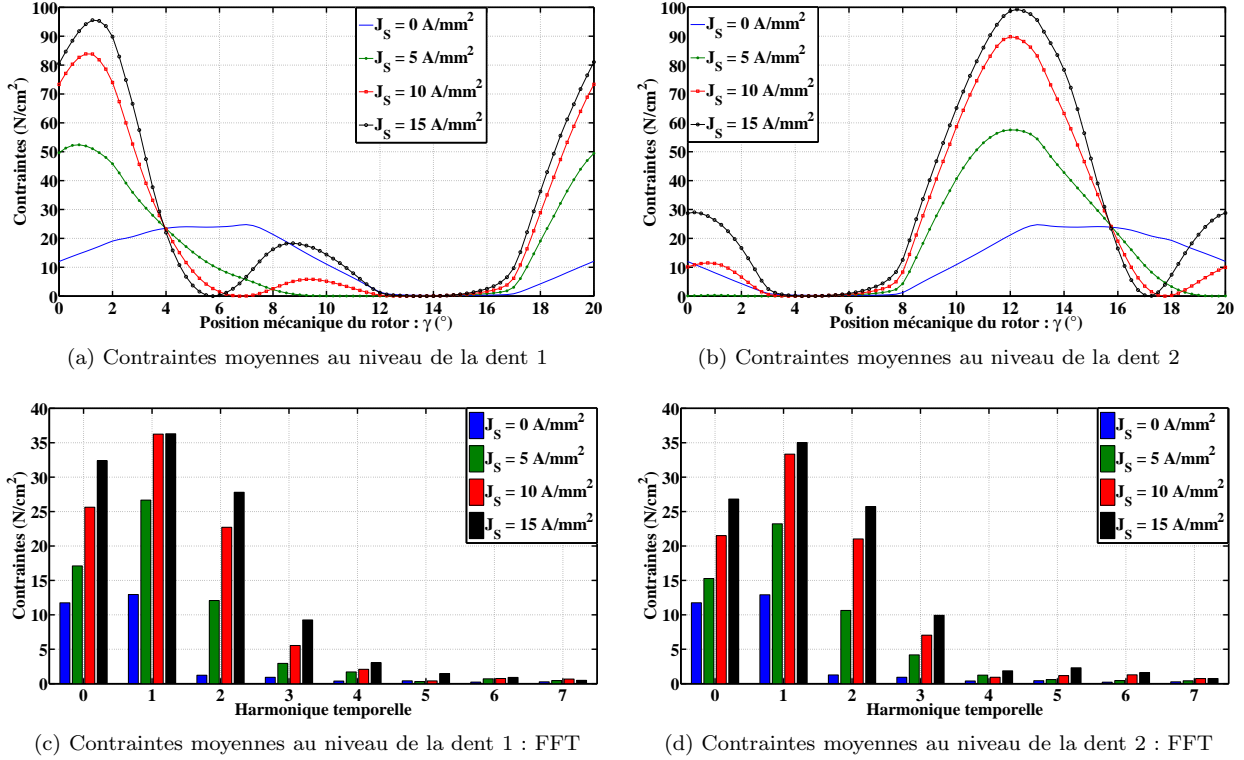 100
90
80
70
60
50
40
30
20
10
0
0 2 4 6 8 10 12 14 16 18 20
Contraintes (N/cm²)
Position mécanique du rotor : γ (°)
J_S = 0 A/mm²
J_S = 5 A/mm²
J_S = 10 A/mm²
J_S = 15 A/mm²
(a) Contraintes moyennes au niveau de la dent 1
100
90
80
70
60
50
40
30
20
10
0
0 2 4 6 8 10 12 14 16 18 20
Contraintes (N/cm²)
Position mécanique du rotor : γ (°)
J_S = 0 A/mm²
J_S = 5 A/mm²
J_S = 10 A/mm²
J_S = 15 A/mm²
(b) Contraintes moyennes au niveau de la dent 2
40
35
30
25
20
15
10
5
0
0 1 2 3 4 5 6 7
Contraintes (N/cm²)
Harmonique temporelle
J_S = 0 A/mm²
J_S = 5 A/mm²
J_S = 10 A/mm²
J_S = 15 A/mm²
(c) Contraintes moyennes au niveau de la dent 1 : FFT
40
35
30
25
20
15
10
5
0
0 1 2 3 4 5 6 7
Contraintes (N/cm²)
Harmonique temporelle
J_S = 0 A/mm²
J_S = 5 A/mm²
J_S = 10 A/mm²
J_S = 15 A/mm²
(d) Contraintes moyennes au niveau de la dent 2 : FFT